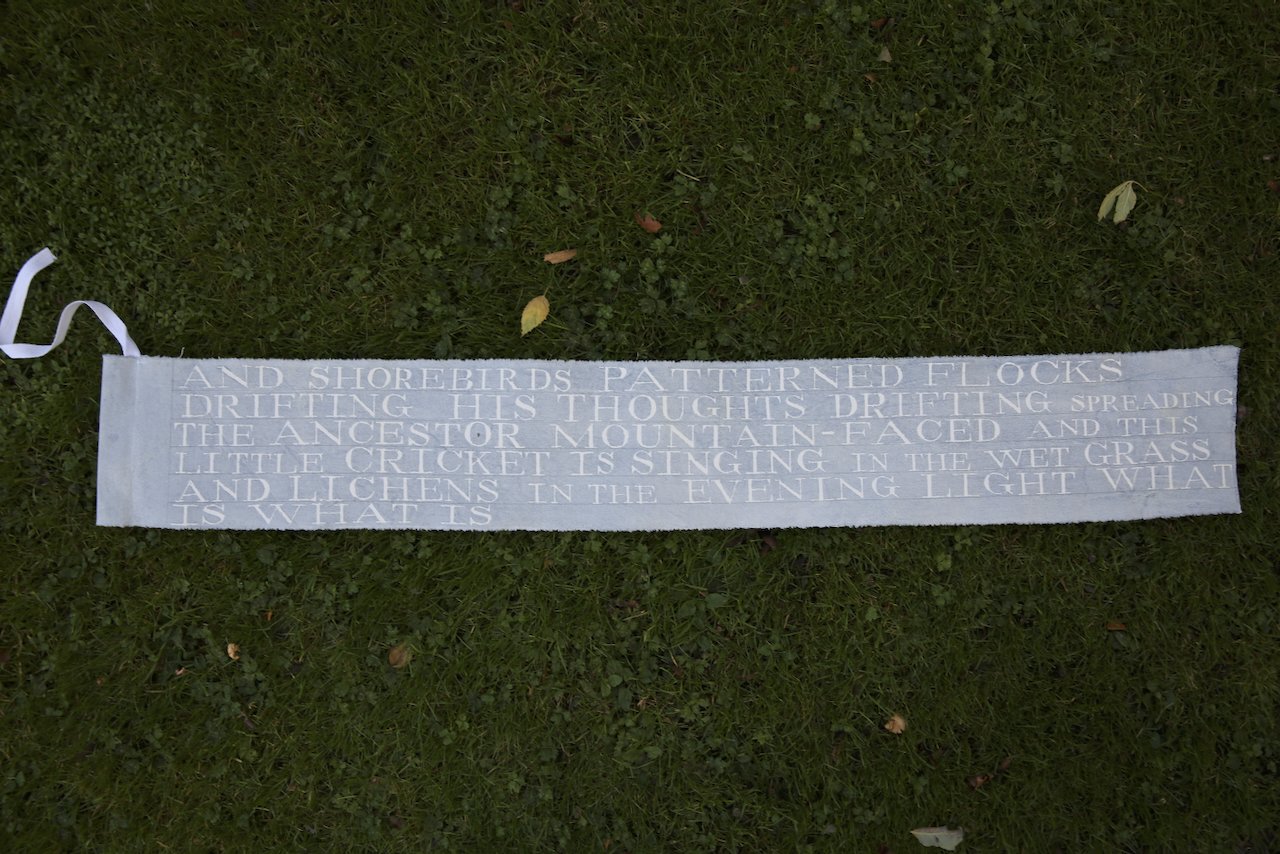 AND SHOREBIRDS PATTERNED FLOCKS
DRIFTING HIS THOUGHTS DRIFTING SPREADING
THE ANCESTOR MOUNTAIN-FACED AND THIS
LITTLE CRICKET IS SINGING IN THE WET GRASS
AND LICHENS IN THE EVENING LIGHT WHAT
IS WHAT IS